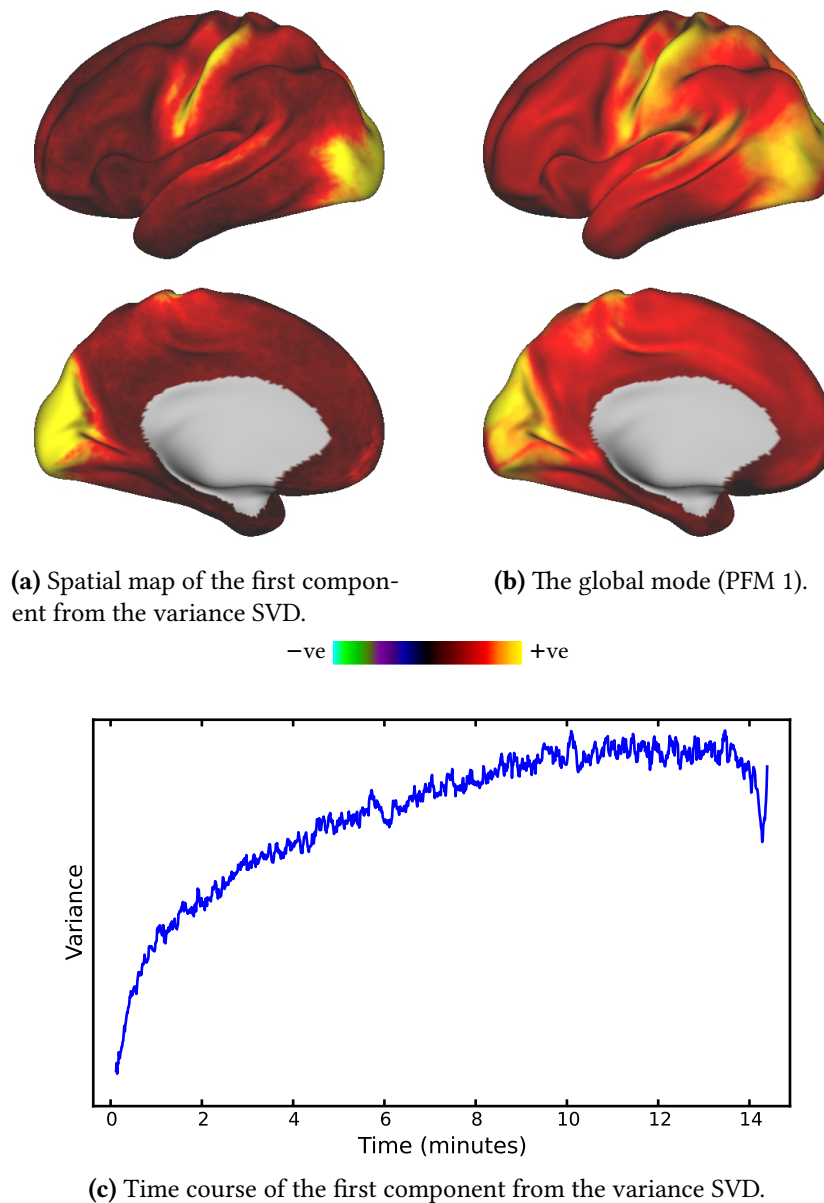 (a) Spatial map of the first compon-
ent from the variance SVD.
(b) The global mode (PFM 1).
−ve +ve
Variance
0 2 4 6 8 10 12 14
Time (minutes)
(c) Time course of the first component from the variance SVD.